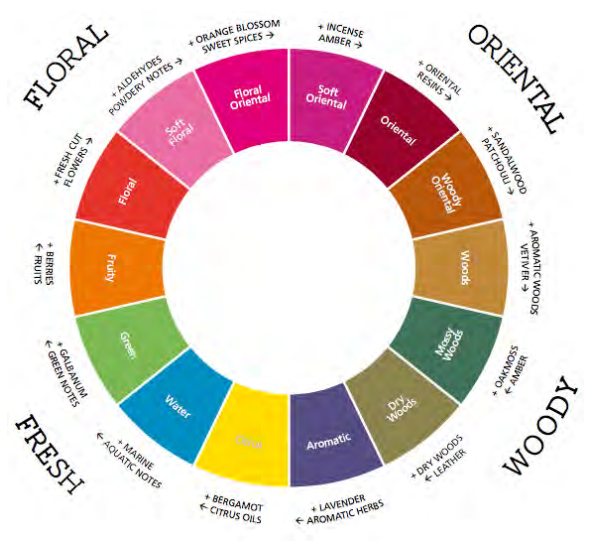 FLORAL
ORIENTAL
WOODY
FRESH
+ ORANGE BLOSSOM
SWEET SPICES →
+ INCENSE
AMBER →
+ ORIENTAL
RESINS →
+ SANDALWOOD
PATCHOULI →
+ AROMATIC WOODS
VETIVER →
+ OAKMOSS
← AMBER
+ DRY WOODS
← LEATHER
+ LAVENDER
← AROMATIC HERBS
+ BERGAMOT
← CITRUS OILS
+ MARINE
← AQUATIC NOTES
+ GALBANUM
← GREEN NOTES
+ BERRIES
← FRUITS
+ FRESH CUT
FLOWERS →
+ ALDEHYDES
POWDERY NOTES →
Floral
Oriental
Soft
Oriental
Oriental
Woody
Oriental
Woods
Mossy
Woods
Dry
Woods
Aromatic
Citrus
Water
Green
Fruity
Floral
Soft
Floral